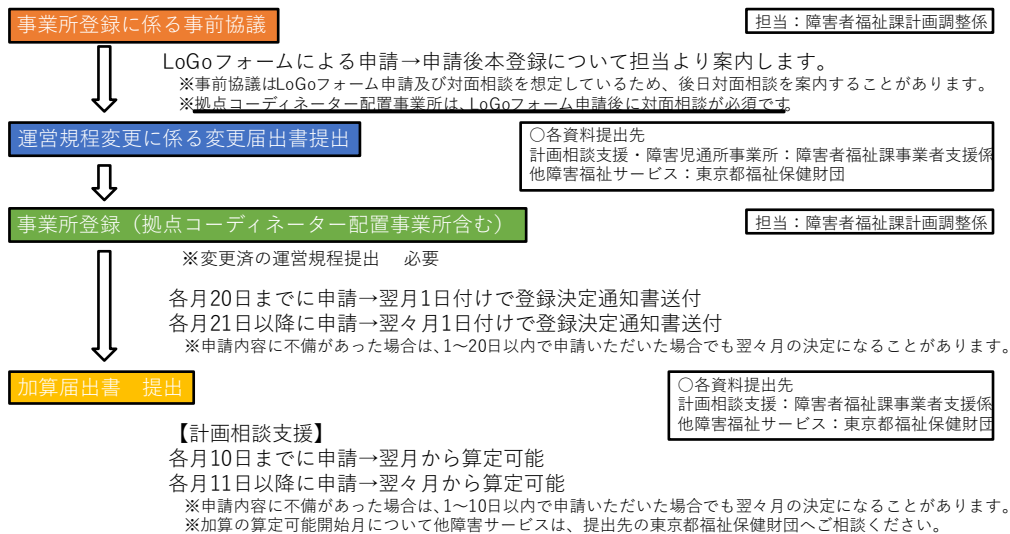 事業所登録に係る事前協議
担当：障害者福祉課計画調整係
LoGoフォームによる申請→申請後本登録について担当より案内します。
※事前協議はLoGoフォーム申請及び対面相談を想定しているため、後日対面相談を案内することがあります。
※拠点コーディネーター配置事業所は、LoGoフォーム申請後に対面相談が必須です。
運営規程変更に係る変更届出書提出
〇各資料提出先
計画相談支援・障害児通所事業所：障害者福祉課事業者支援係
他障害福祉サービス：東京都福祉保健財団
事業所登録（拠点コーディネーター配置事業所含む）
担当：障害者福祉課計画調整係
※変更済の運営規程提出　必要
各月20日までに申請→翌月1日付けで登録決定通知書送付
各月21日以降に申請→翌々月1日付けで登録決定通知書送付
※申請内容に不備があった場合は、1～20日以内で申請いただいた場合でも翌々月の決定になることがあります。
加算届出書　提出
〇各資料提出先
計画相談支援：障害者福祉課事業者支援係
他障害福祉サービス：東京都福祉保健財団
【計画相談支援】
各月10日までに申請→翌月から算定可能
各月11日以降に申請→翌々月から算定可能
※申請内容に不備があった場合は、1～10日以内で申請いただいた場合でも翌々月の決定になることがあります。
※加算の算定可能開始月について他障害サービスは、提出先の東京都福祉保健財団へご相談ください。